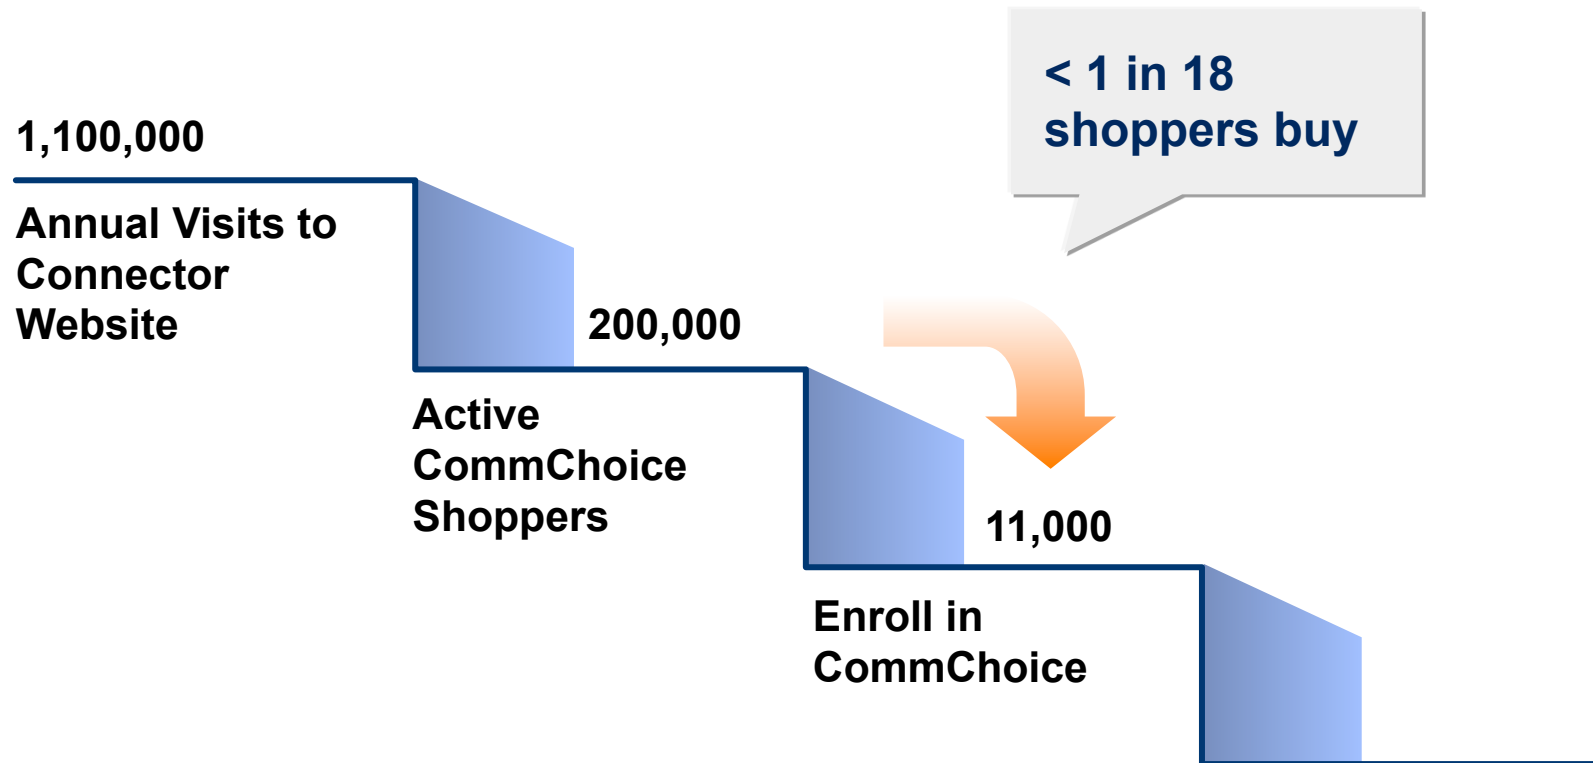 < 1 in 18
shoppers buy
1,100,000
Annual Visits to
Connector
Website
200,000
Active
CommChoice
Shoppers
11,000
Enroll in
CommChoice